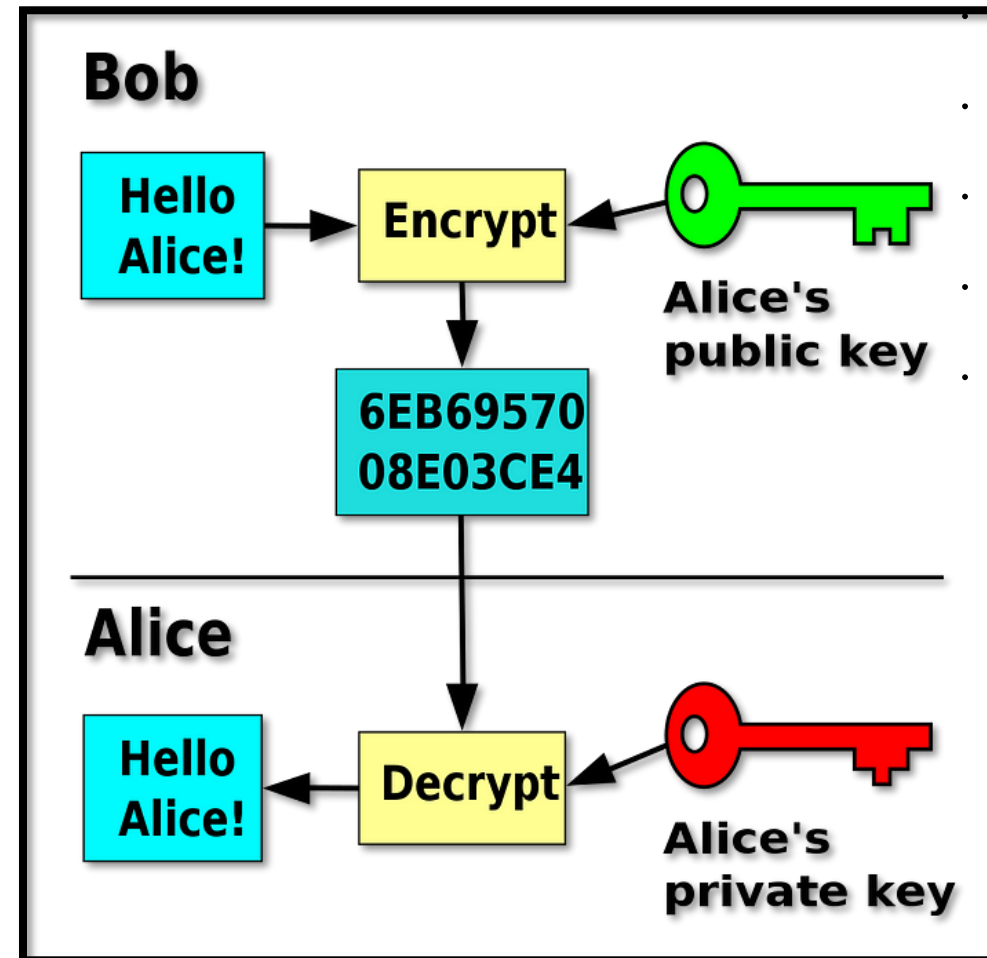 Bob
Hello
Alice!
Encrypt
Alice's
public key
6EB69570
08E03CE4
Alice
Hello
Alice!
Decrypt
Alice's
private key